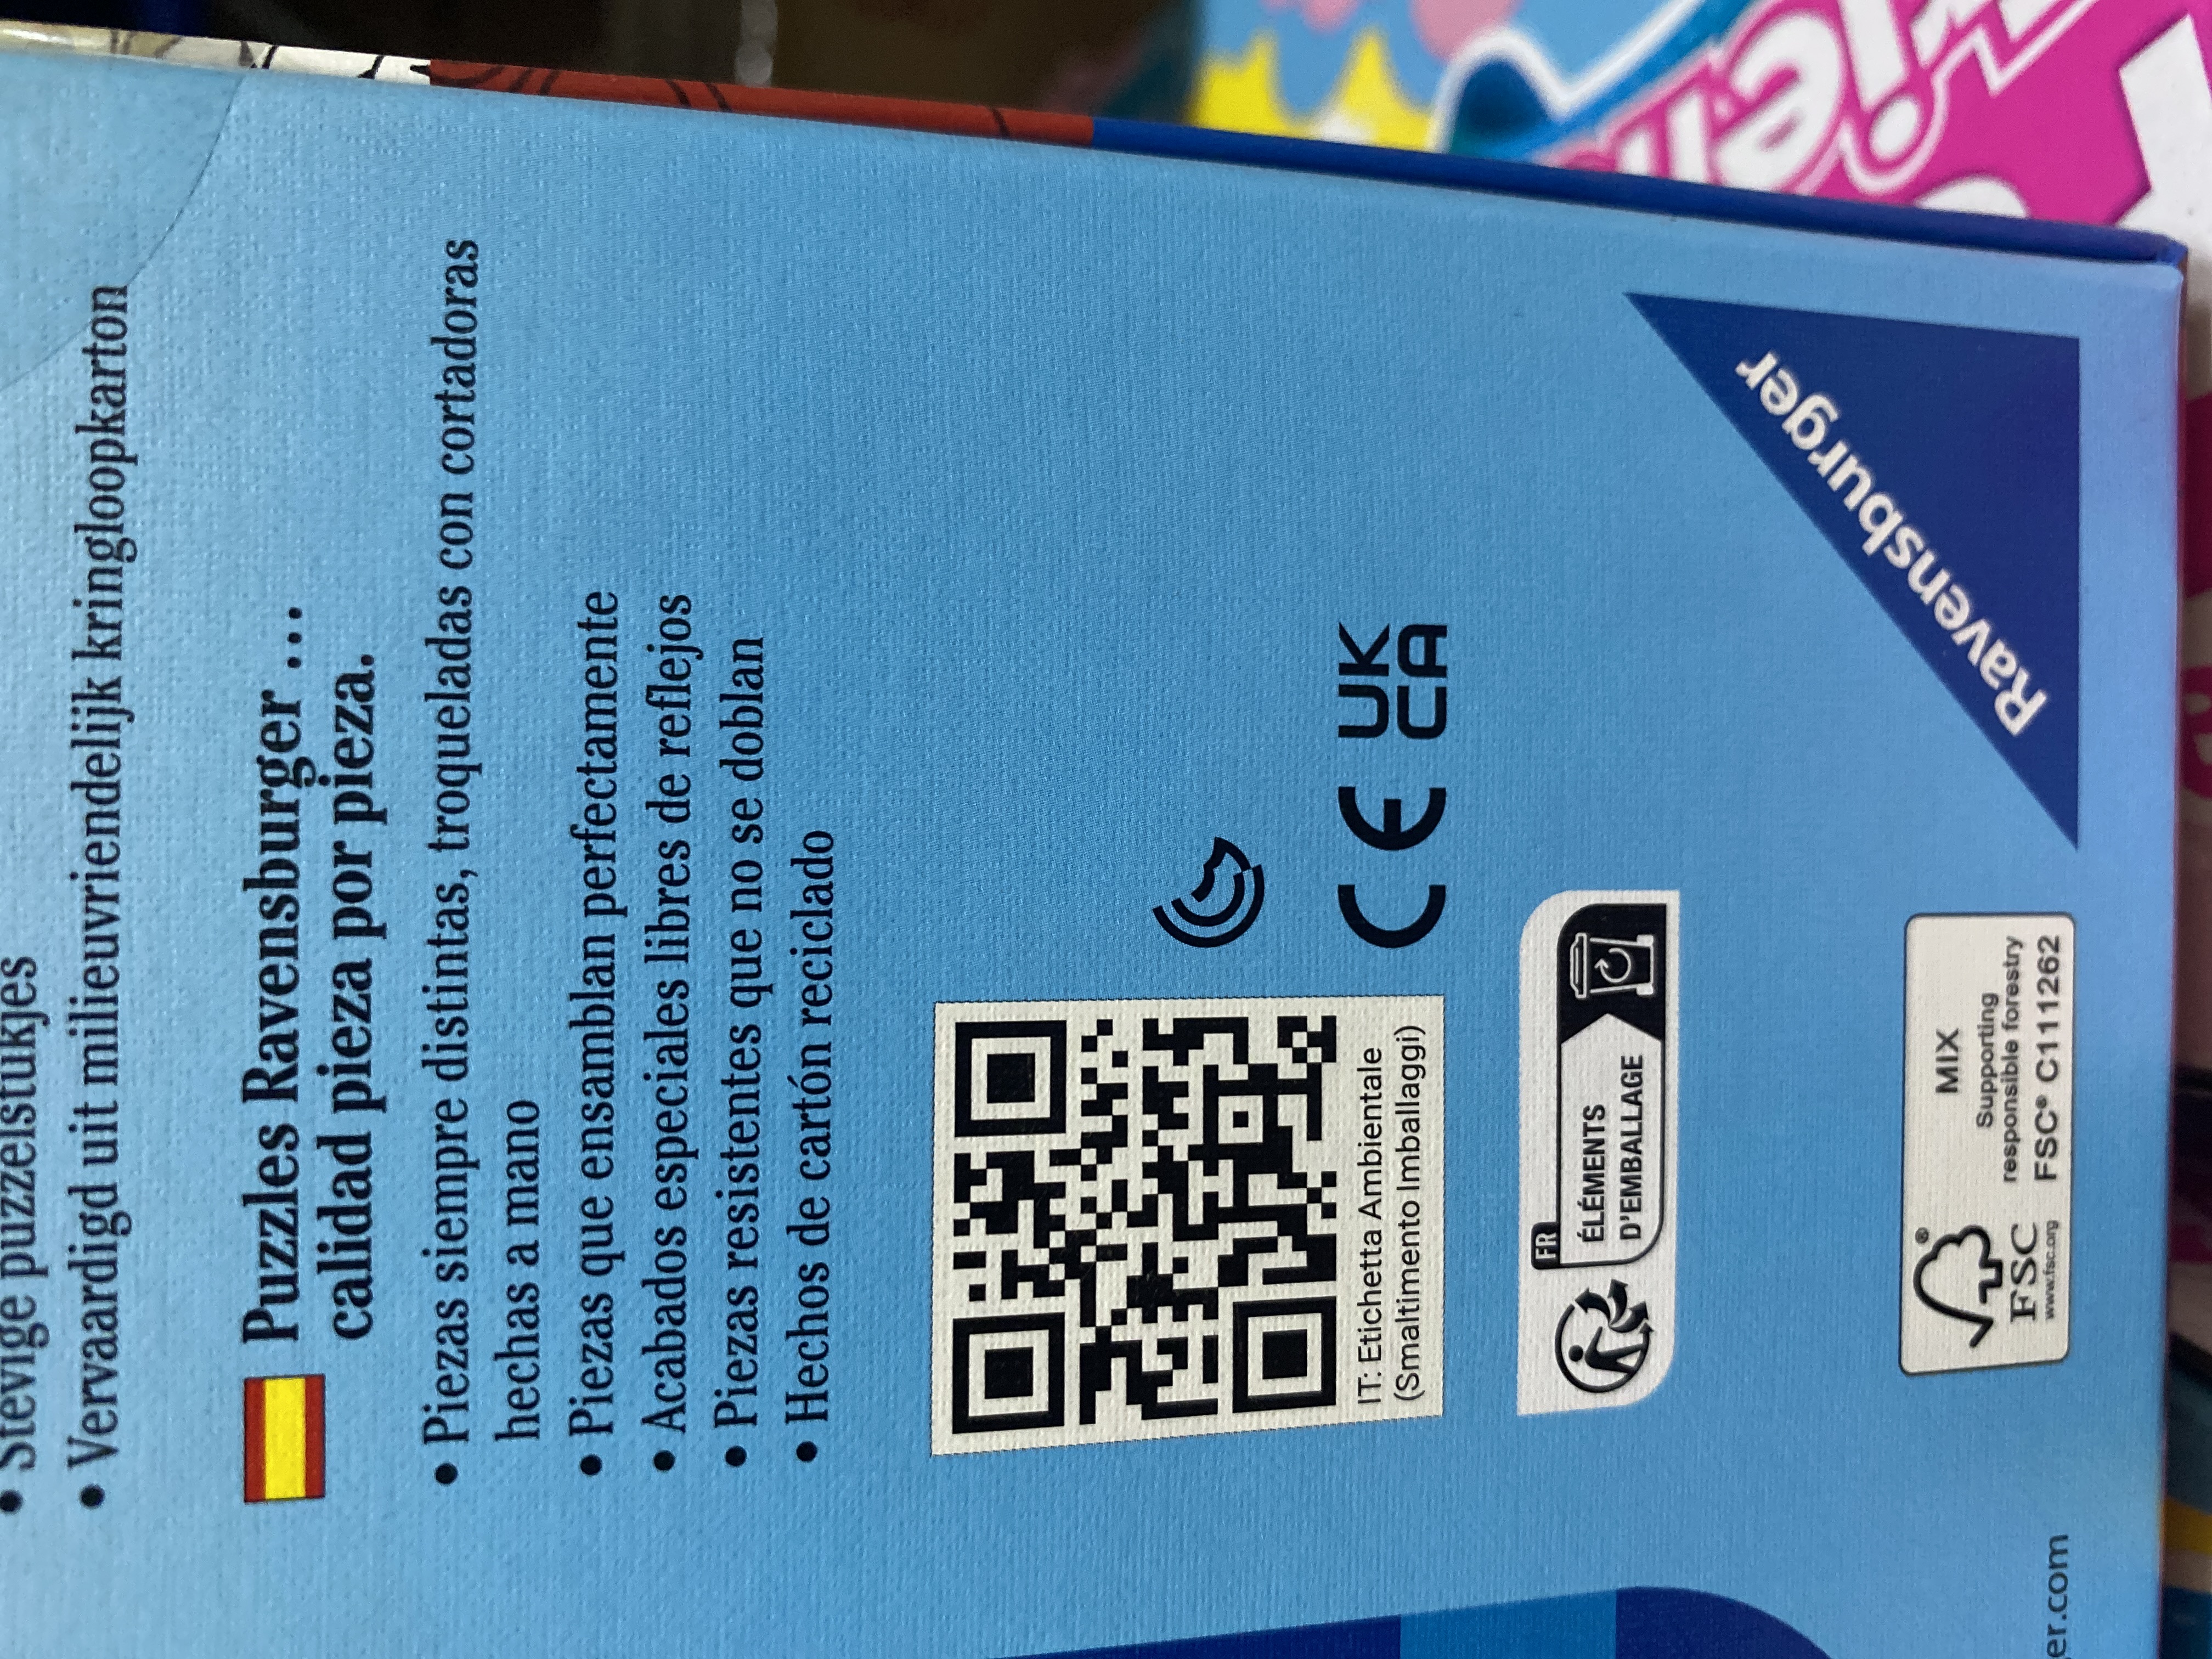 • Stevige puzzelstukjes
• Vervaardigd uit milieuvriendelijk kringloopkarton
Puzzles Ravensburger ...
calidad pieza por pieza.
• Piezas siempre distintas, troqueladas con cortadoras
hechas a mano
• Piezas que ensamblan perfectamente
• Acabados especiales libres de reflejos
• Piezas resistentes que no se doblan
• Hechos de cartón reciclado
IT: Etichetta Ambientale
(Smaltimento Imballaggi)
CE UK
CA
FR
ÉLÉMENTS
D'EMBALLAGE
FSC®
www.fsc.org
MIX
Supporting
responsible forestry
FSC® C111262
Ravensburger
er.com